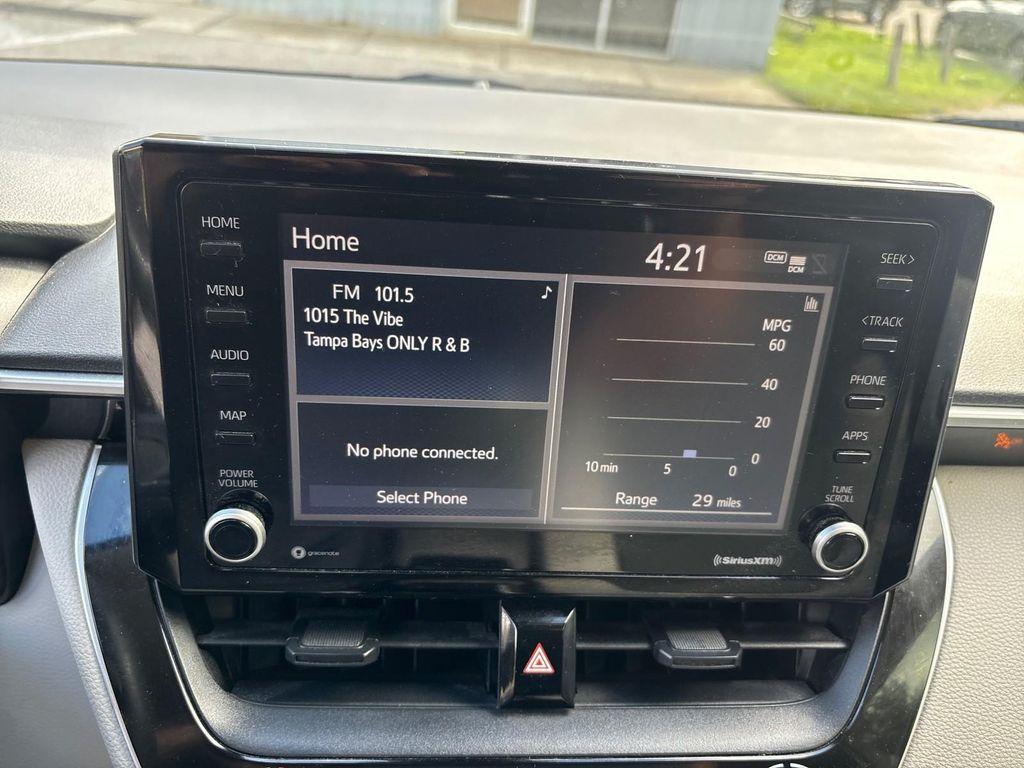 HOME
MENU
AUDIO
MAP
POWER
VOLUME
Home
4:21
DCM
DCM
FM 101.5
1015 The Vibe
Tampa Bays ONLY R & B
No phone connected.
Select Phone
MPG
60
40
20
0
10 min 5 0
Range 29 miles
SEEK >
< TRACK
PHONE
APPS
TUNE
SCROLL
gracenote
((SiriusXM))